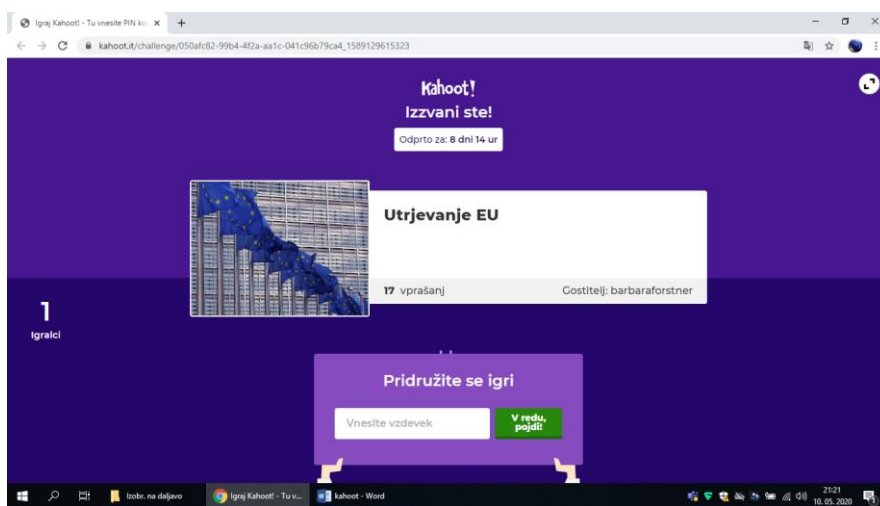 Igraj Kahoot! - Tu vnesite PIN ko
kahoot.it/challenge/050afc82-99b4-4f2a-aa1c-041c96b79ca4_1589129615323
Kahoot!
Izzvani ste!
Odprto za: 8 dni 14 ur
Utrjevanje EU
17 vprašanj
Gostitelj: barbaraforstner
1
Igralci
Pridružite se igri
Vnesite vzdevek
V redu,
pojdi!
Izobr. na daljavo
Igraj Kahoot! - Tu v...
kahoot - Word
21:21
10. 05. 2020